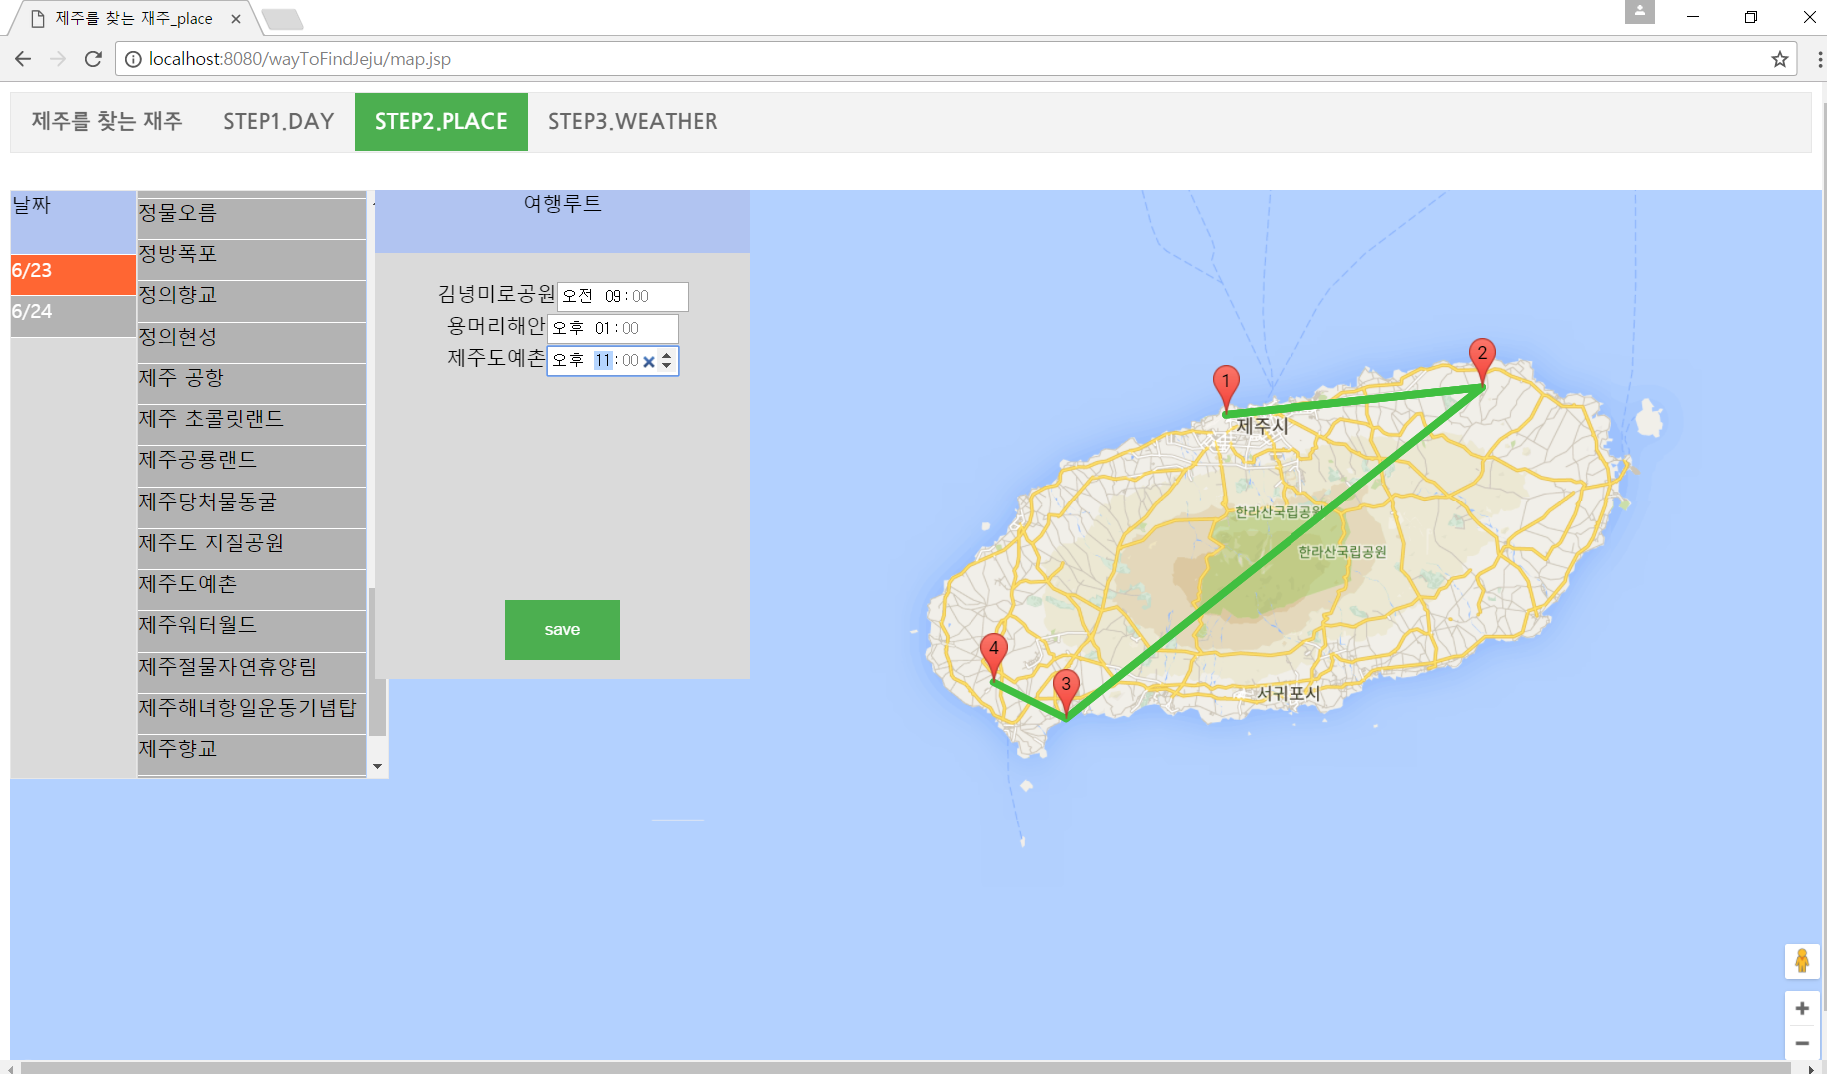 제주를 찾는 재주_place
localhost:8080/wayToFindJeju/map.jsp
제주를 찾는 재주 STEP1.DAY STEP2.PLACE STEP3.WEATHER
날짜
6/23
6/24
정물오름
정방폭포
정의향교
정의현성
제주 공항
제주 초콜릿랜드
제주공룡랜드
제주당처물동굴
제주도 지질공원
제주도예촌
제주워터월드
제주절물자연휴양림
제주해녀항일운동기념탑
제주향교
여행루트
김녕미로공원 오전 09:00
용머리해안 오후 01:00
제주도예촌 오후 11:00
save
1
2
제주시
한라산국립공원
한라산국립공원
4
3
서귀포시